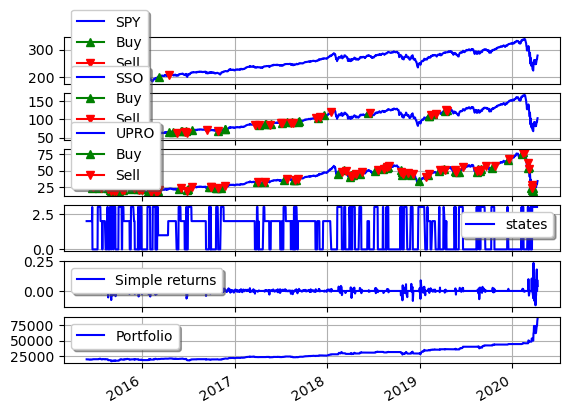 SPY
Buy
300
Sell
200
SSO
150
Buy
100
Sell
50
UPRO
75
Buy
50
Sell
25
2.5
states
0.0
0.25
Simple returns
0.00
75000
Portfolio
50000
25000
2016 2017 2018 2019 2020